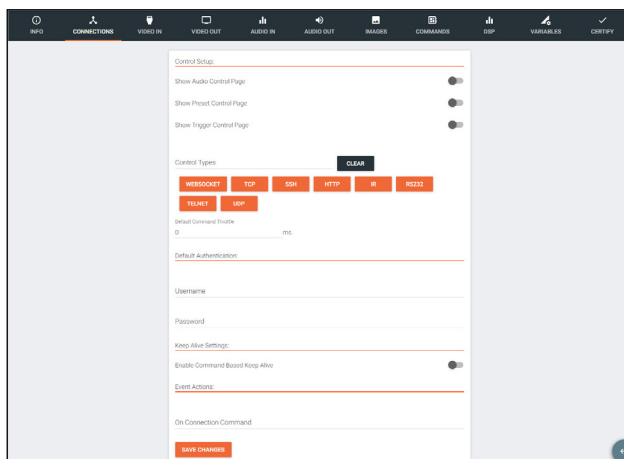 INFO CONNECTIONS VIDEO IN VIDEO OUT AUDIO IN AUDIO OUT IMAGES COMMANDS DSP VARIABLES CERTIFY
Control Setup:
Show Audio Control Page
Show Preset Control Page
Show Trigger Control Page
Control Types CLEAR
WEBSOCKET TCP SSH HTTP IR RS232
TELNET UDP
Default Command Throttle
0 ms
Default Authentication:
Username
Password
Keep Alive Settings:
Enable Command Based Keep Alive
Event Actions:
On Connection Command
SAVE CHANGES